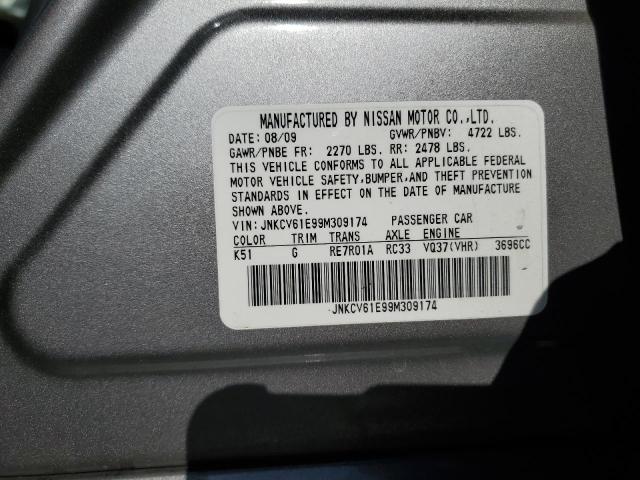 MANUFACTURED BY NISSAN MOTOR CO.,LTD.
DATE: 08/09 GVWR/PNBV: 4722 LBS.
GAWR/PNBE FR: 2270 LBS. RR: 2478 LBS.
THIS VEHICLE CONFORMS TO ALL APPLICABLE FEDERAL
MOTOR VEHICLE SAFETY,BUMPER,AND THEFT PREVENTION
STANDARDS IN EFFECT ON THE DATE OF MANUFACTURE
SHOWN ABOVE.
VIN: JNKCV61E99M309174 PASSENGER CAR
COLOR TRIM TRANS AXLE ENGINE
K51 G RE7R01A RC33 VQ37(VHR) 3696CC
JNKCV61E99M309174